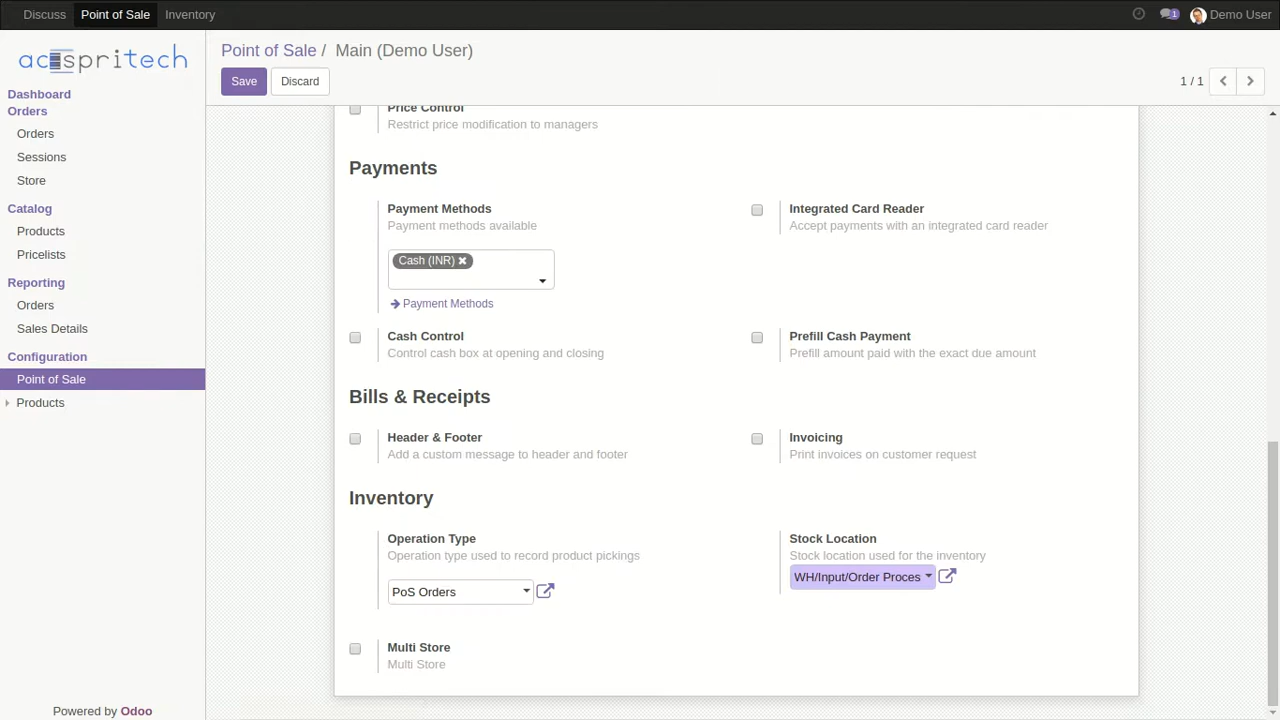 Discuss
Point of Sale
Inventory
1
Demo User
acespritech
Point of Sale / Main (Demo User)
Save
Discard
1 / 1
Dashboard
Orders
Orders
Sessions
Store
Catalog
Products
Pricelists
Reporting
Orders
Sales Details
Configuration
Point of Sale
Products
Powered by Odoo
Price Control
Restrict price modification to managers
Payments
Payment Methods
Payment methods available
Cash (INR)
Payment Methods
Integrated Card Reader
Accept payments with an integrated card reader
Cash Control
Control cash box at opening and closing
Prefill Cash Payment
Prefill amount paid with the exact due amount
Bills & Receipts
Header & Footer
Add a custom message to header and footer
Invoicing
Print invoices on customer request
Inventory
Operation Type
Operation type used to record product pickings
PoS Orders
Stock Location
Stock location used for the inventory
WH/Input/Order Proces
Multi Store
Multi Store